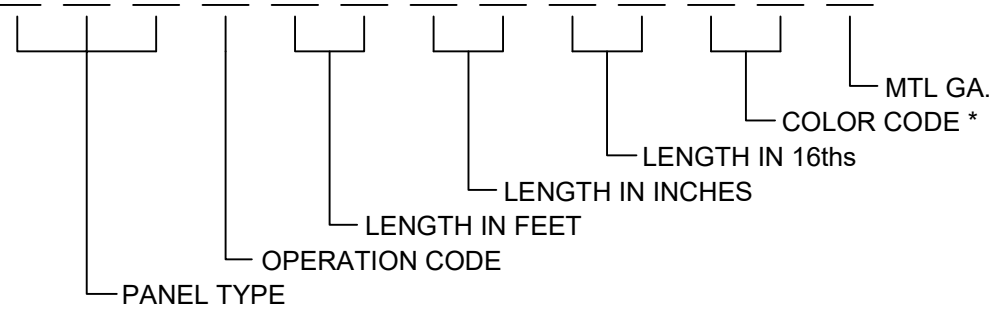 MTL GA.
COLOR CODE *
LENGTH IN 16ths
LENGTH IN INCHES
LENGTH IN FEET
OPERATION CODE
PANEL TYPE